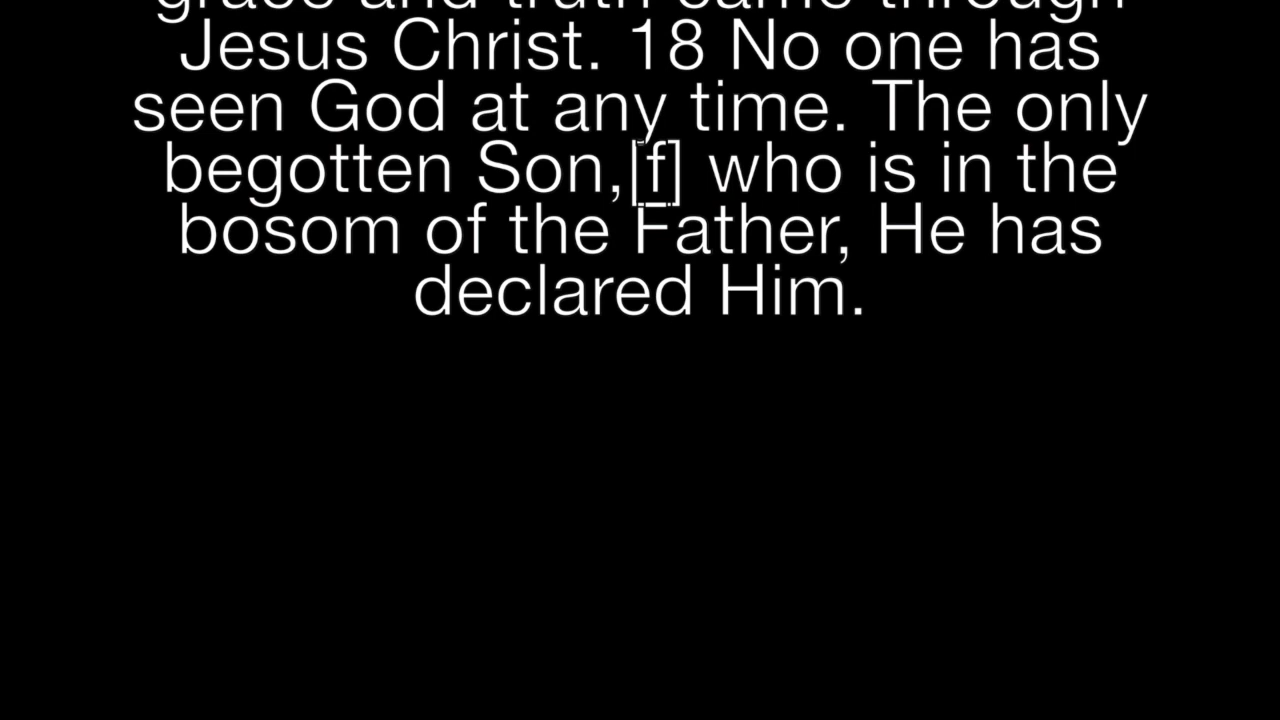 grace and truth came through
Jesus Christ. 18 No one has
seen God at any time. The only
begotten Son,[f] who is in the
bosom of the Father, He has
declared Him.